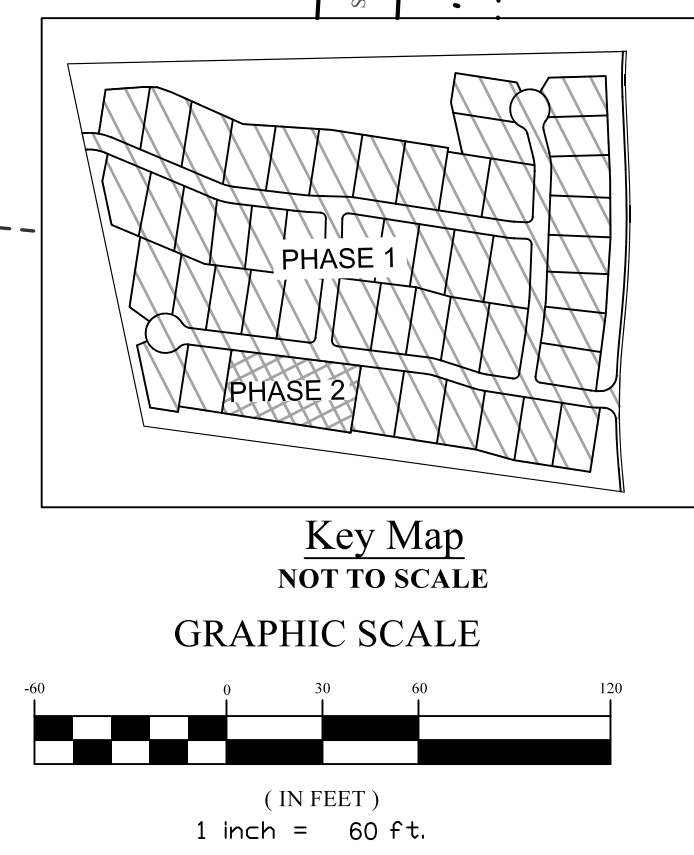 S
PHASE 1
PHASE 2
Key Map
NOT TO SCALE
GRAPHIC SCALE
-60 0 30 60 120
( IN FEET )
1 inch = 60 ft.